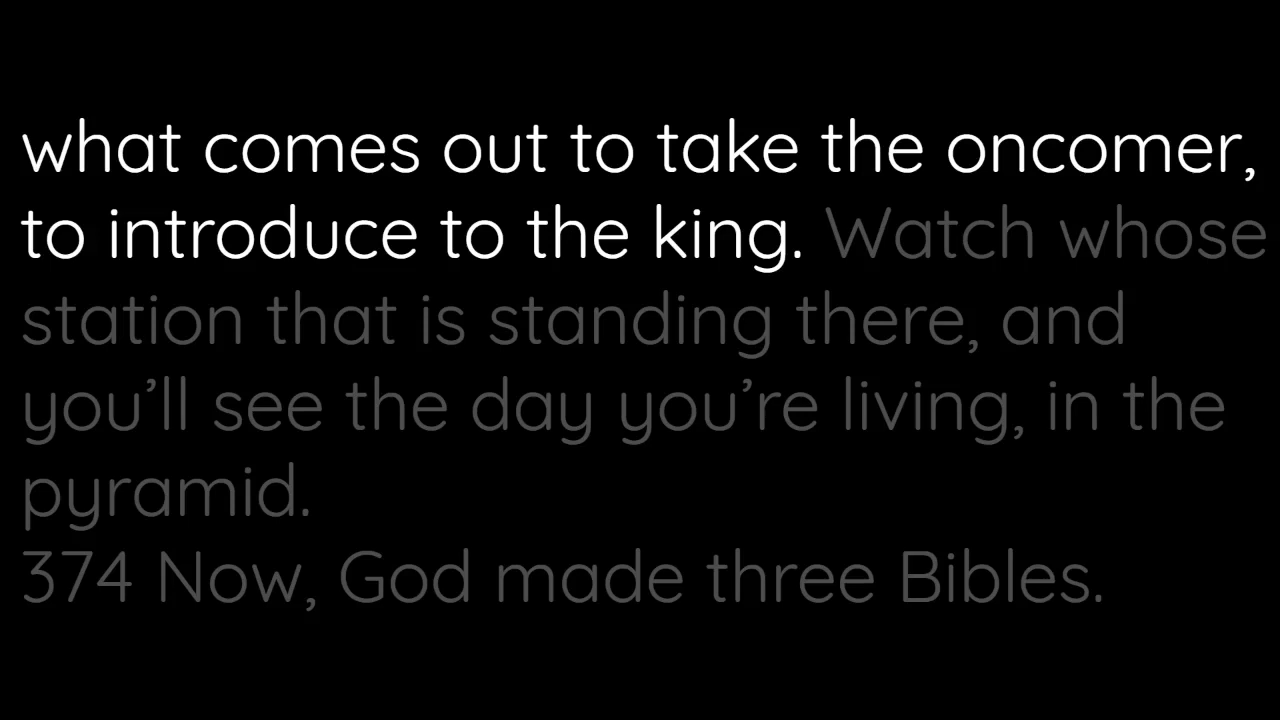 what comes out to take the oncomer,
to introduce to the king. Watch whose
station that is standing there, and
you’ll see the day you’re living, in the
pyramid.
374 Now, God made three Bibles.